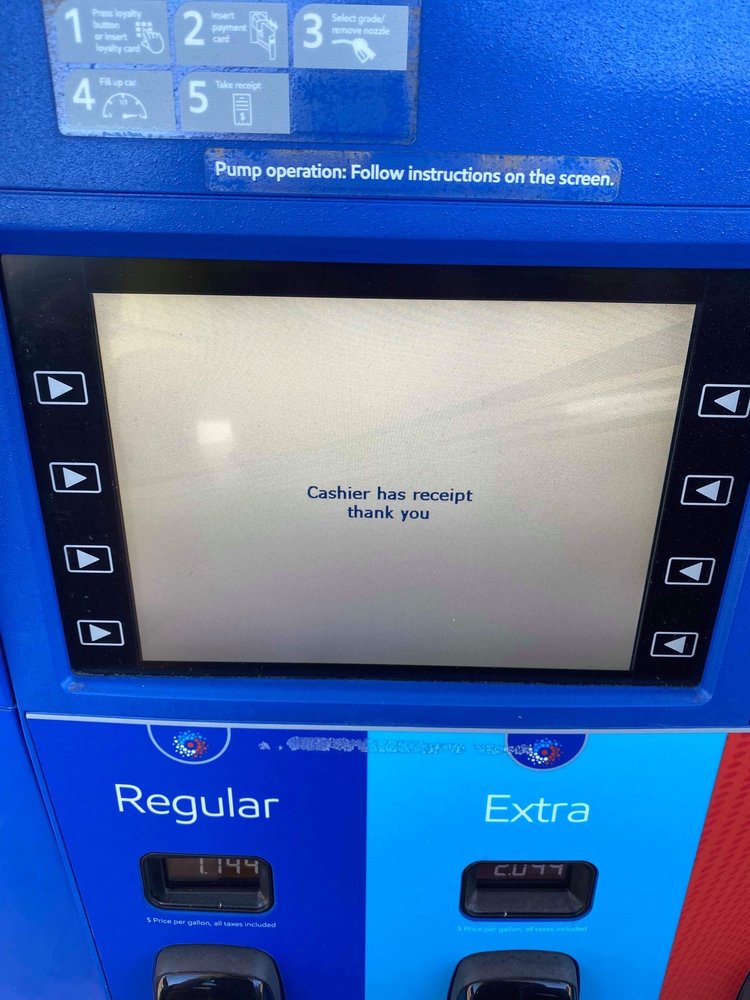 1 Press loyalty
button
or insert
loyalty card
2 Insert
payment
card
3 Select grade/
remove nozzle
4 Fill up car
5 Take receipt
$
Pump operation: Follow instructions on the screen.
Cashier has receipt
thank you
Regular
Extra
$ Price per gallon, all taxes included
$ Price per gallon, all taxes included